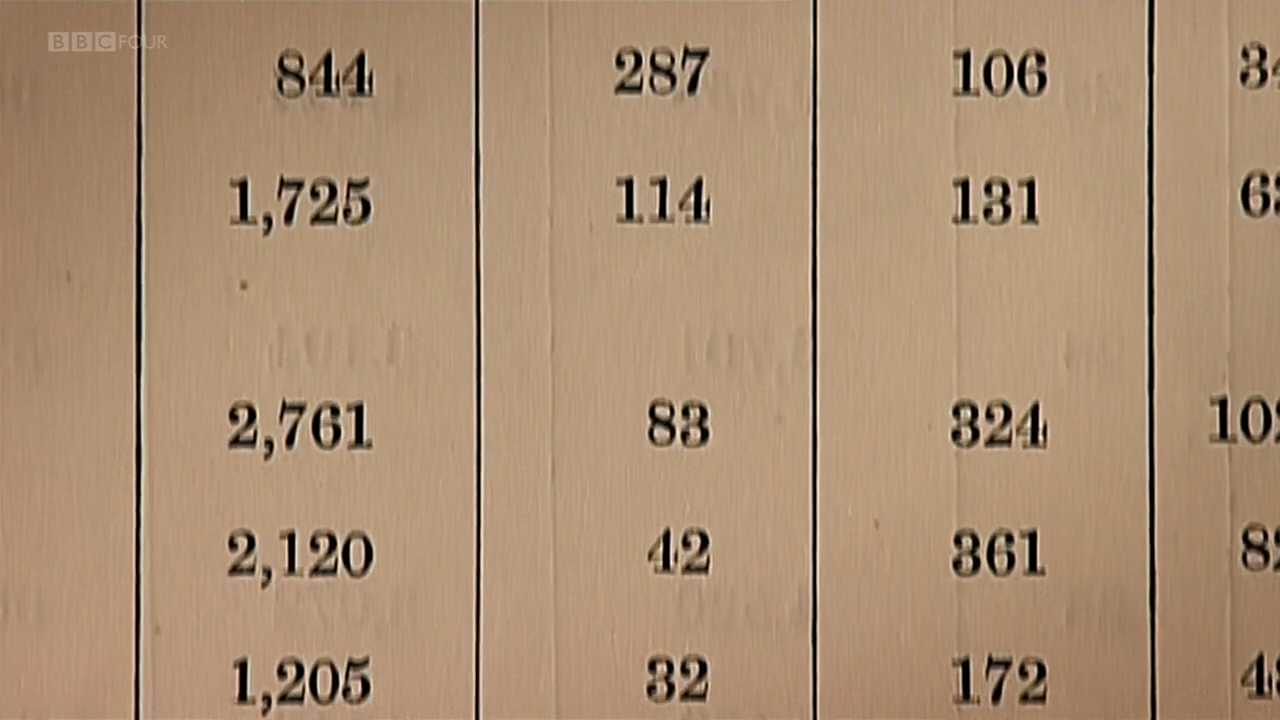 BBC FOUR
844 287 106
1,725 114 131
2,761 83 324
2,120 42 361
1,205 32 172